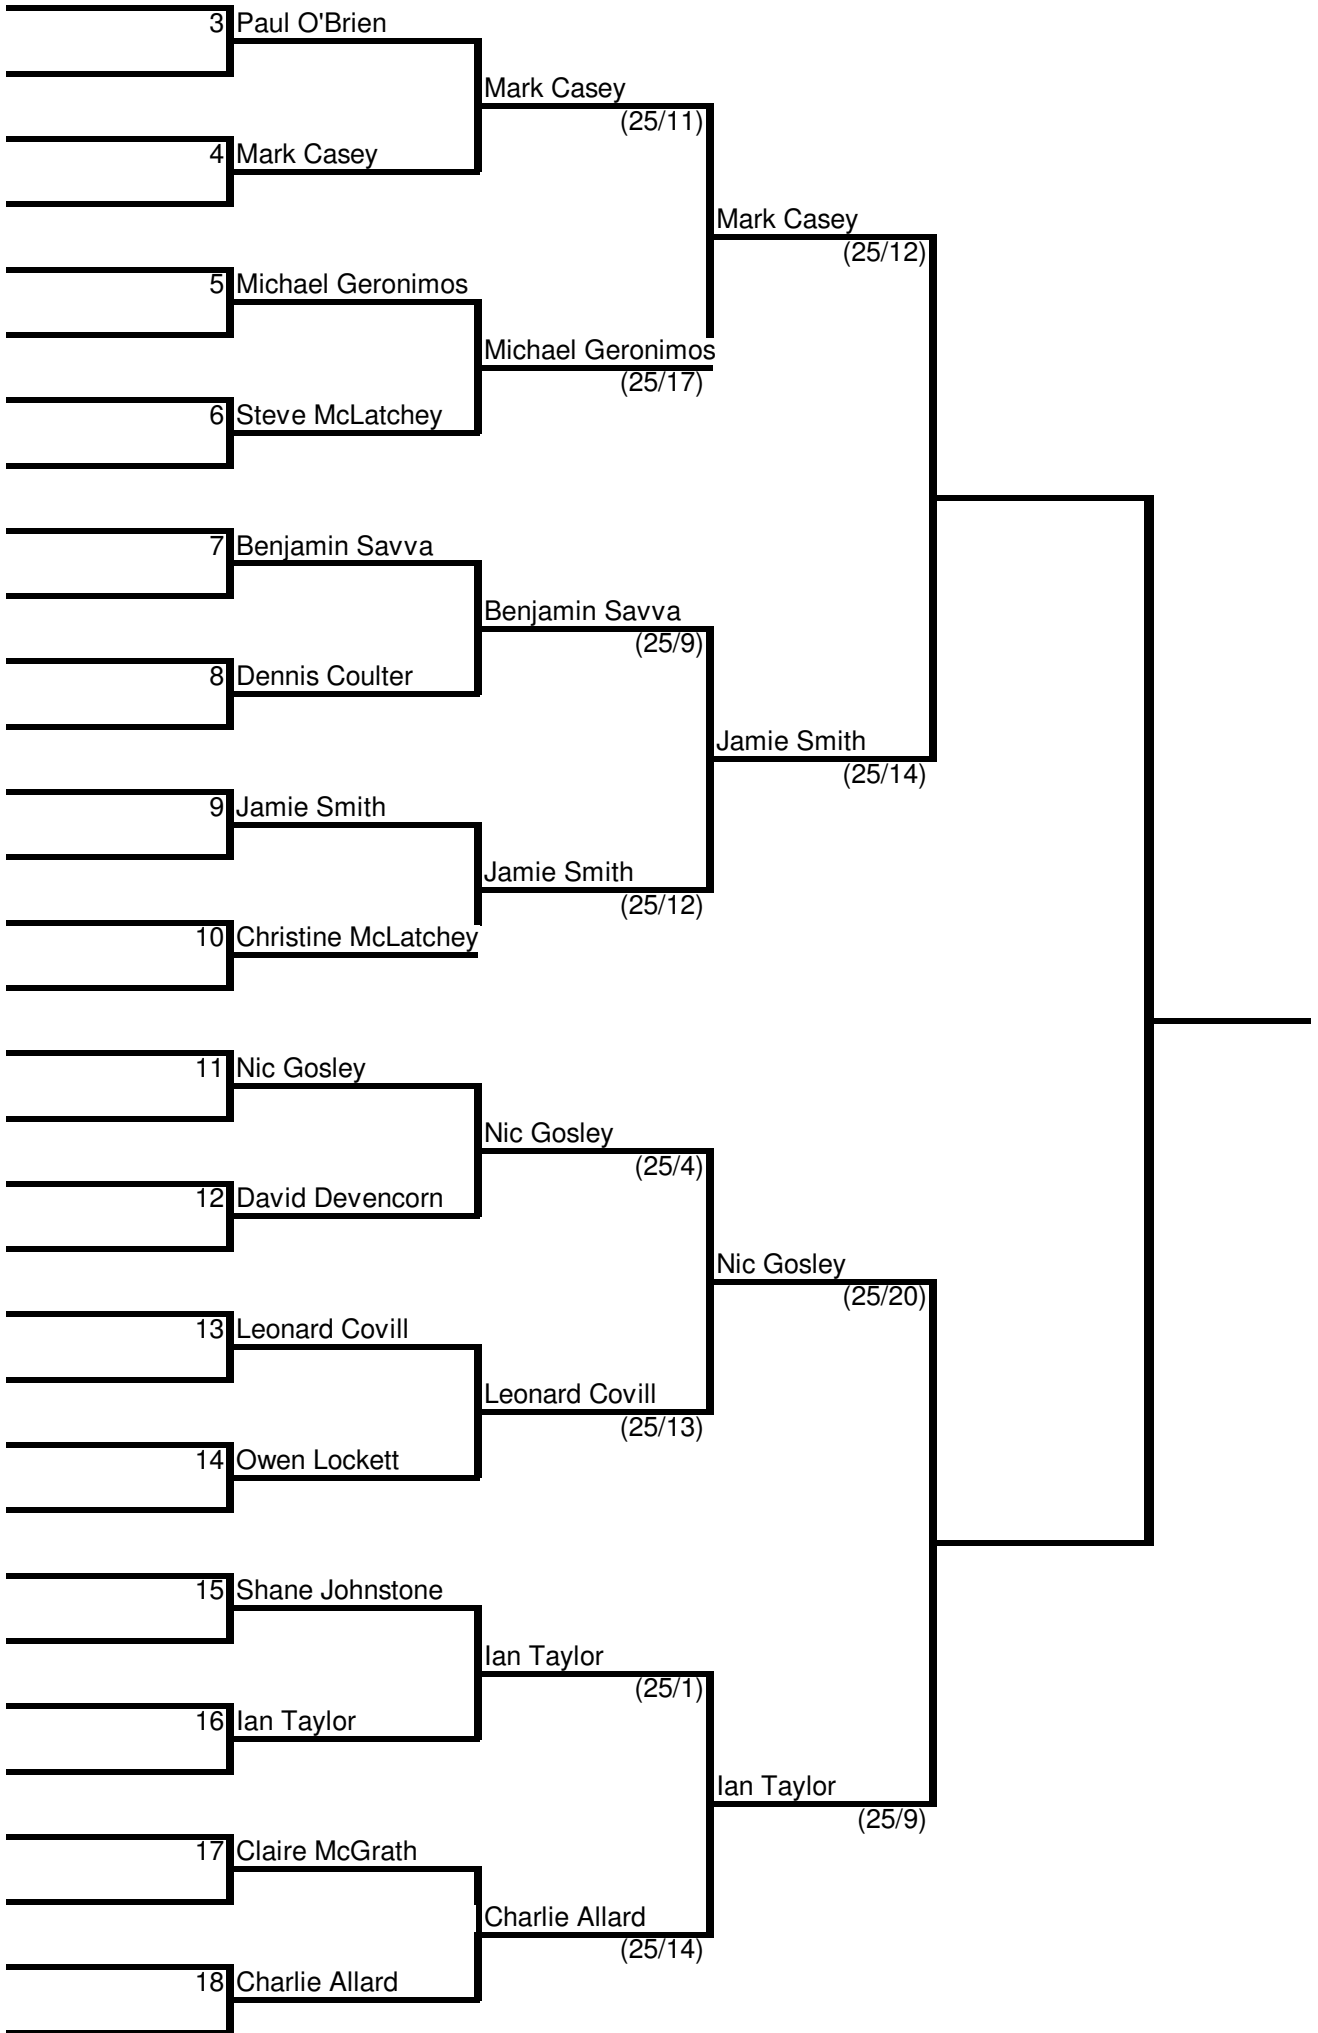 3 Paul O'Brien
Mark Casey
(25/11)
4 Mark Casey
Mark Casey
(25/12)
5 Michael Geronimos
Michael Geronimos
(25/17)
6 Steve McLatchey
7 Benjamin Savva
Benjamin Savva
(25/9)
8 Dennis Coulter
Jamie Smith
(25/14)
9 Jamie Smith
Jamie Smith
(25/12)
10 Christine McLatchey
11 Nic Gosley
Nic Gosley
(25/4)
12 David Devencorn
Nic Gosley
(25/20)
13 Leonard Covill
Leonard Covill
(25/13)
14 Owen Lockett
15 Shane Johnstone
Ian Taylor
(25/1)
16 Ian Taylor
Ian Taylor
(25/9)
17 Claire McGrath
Charlie Allard
(25/14)
18 Charlie Allard